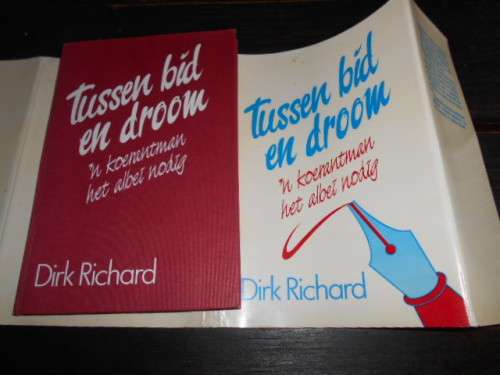 Tussen bid
en droom
'n koerantman
het albei nodig
Dirk Richard
Tussen bid
en droom
'n koerantman
het albei nodig
Dirk Richard